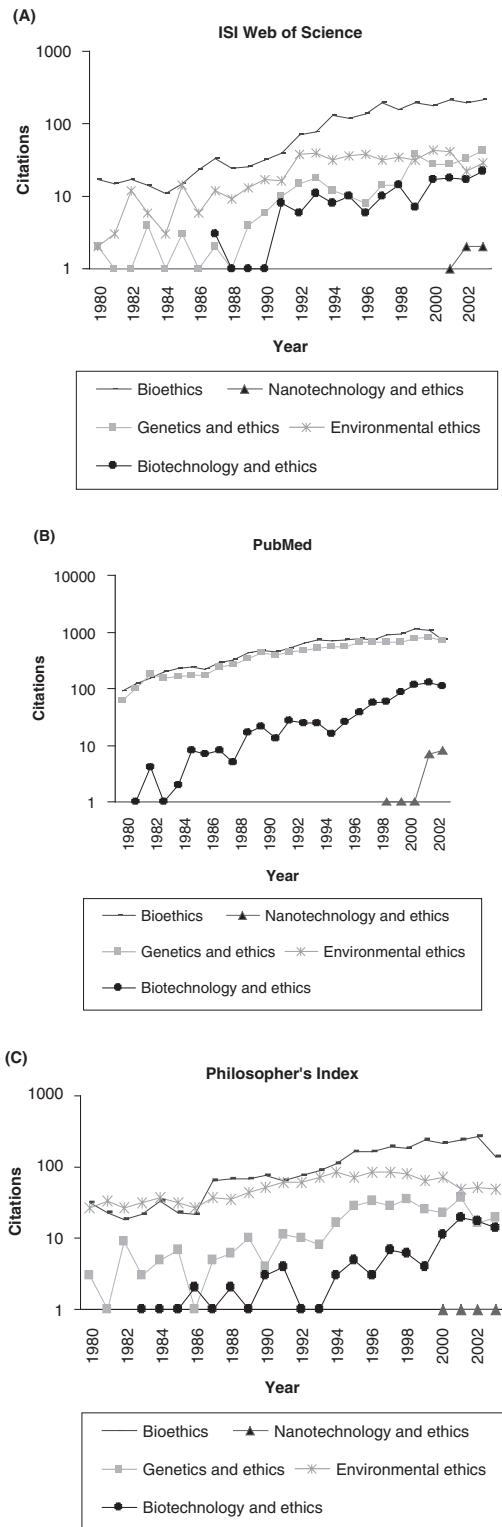 (A)
ISI Web of Science
1000
100
10
1
Citations
1980
1982
1984
1986
1988
1990
1992
1994
1996
1998
2000
2002
Year
Bioethics Nanotechnology and ethics
Genetics and ethics Environmental ethics
Biotechnology and ethics
(B)
PubMed
10000
1000
100
10
1
Citations
1980
1982
1984
1986
1988
1990
1992
1994
1996
1998
2000
2002
Year
Bioethics Nanotechnology and ethics
Genetics and ethics Environmental ethics
Biotechnology and ethics
(C)
Philosopher's Index
1000
100
10
1
Citations
1980
1982
1984
1986
1988
1990
1992
1994
1996
1998
2000
2002
Year
Bioethics Nanotechnology and ethics
Genetics and ethics Environmental ethics
Biotechnology and ethics